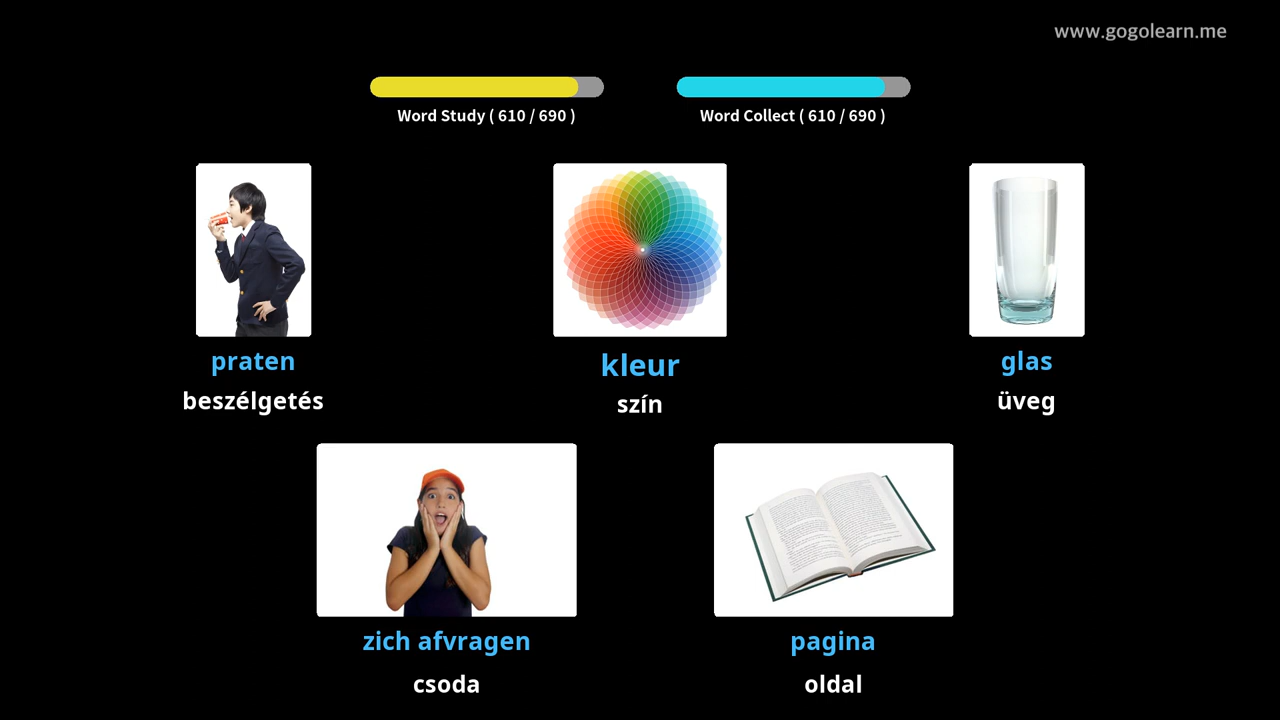 www.gogolearn.me
Word Study ( 610 / 690 )
Word Collect ( 610 / 690 )
praten
beszélgetés
kleur
szín
glas
üveg
zich afvragen
csoda
pagina
oldal